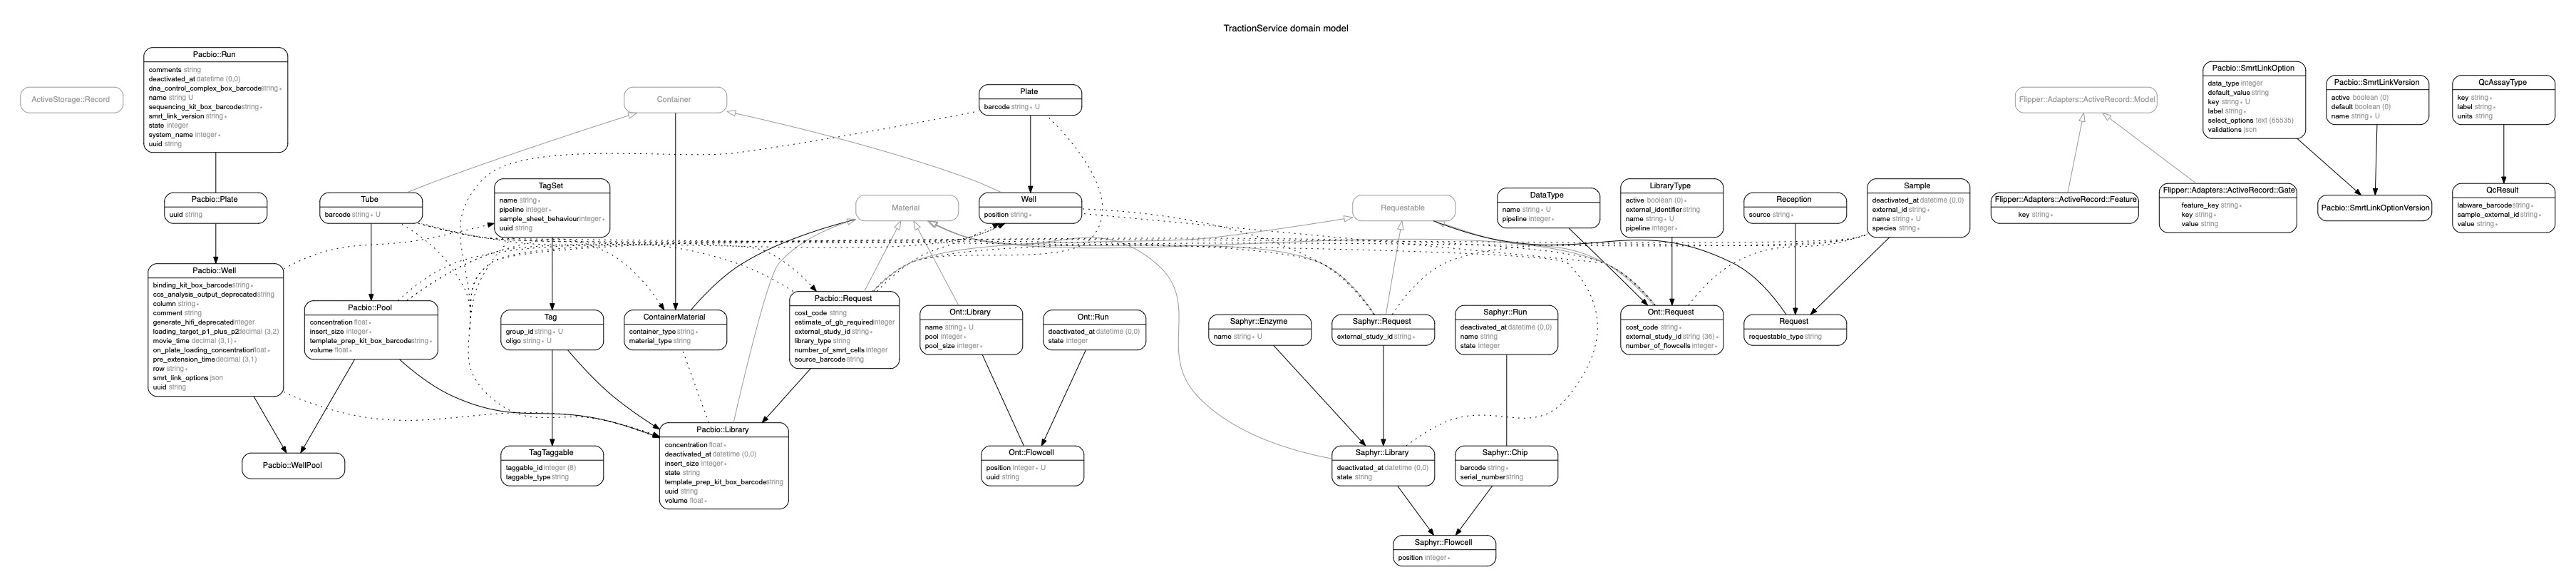 TractionService domain model
Pacbio::Run
comments string
deactivated_at datetime (0,0)
dna_control_complex_box_barcode string ∗
name string U
sequencing_kit_box_barcode string ∗
smrt_link_version string ∗
state integer
system_name integer ∗
uuid string
ActiveStorage::Record
Container
Plate
barcode string ∗ U
Flipper::Adapters::ActiveRecord::Model
Pacbio::SmrtLinkOption
data_type integer
default_value string
key string ∗ U
label string ∗
select_options text (65535)
validations json
Pacbio::SmrtLinkVersion
active boolean (0)
default boolean (0)
name string ∗ U
QcAssayType
key string ∗
label string ∗
units string
Pacbio::Plate
uuid string
Tube
barcode string ∗ U
TagSet
name string ∗
pipeline integer ∗
sample_sheet_behaviour integer ∗
uuid string
Material
Well
position string ∗
Requestable
DataType
name string ∗ U
pipeline integer ∗
LibraryType
active boolean (0) ∗
external_identifier string
name string ∗ U
pipeline integer ∗
Reception
source string ∗
Sample
deactivated_at datetime (0,0)
external_id string ∗
name string ∗ U
species string ∗
Flipper::Adapters::ActiveRecord::Feature
key string ∗
Flipper::Adapters::ActiveRecord::Gate
feature_key string ∗
key string ∗
value string
Pacbio::SmrtLinkOptionVersion
QcResult
labware_barcode string ∗
sample_external_id string ∗
value string ∗
Pacbio::Well
binding_kit_box_barcode string ∗
ccs_analysis_output_deprecated string
column string ∗
comment string
generate_hifi_deprecated integer
loading_target_p1_plus_p2 decimal (3,2)
movie_time decimal (3,1) ∗
on_plate_loading_concentration float ∗
pre_extension_time decimal (3,1)
row string ∗
smrt_link_options json
uuid string
Pacbio::Pool
concentration float ∗
insert_size integer ∗
template_prep_kit_box_barcode string ∗
volume float ∗
Tag
group_id string ∗ U
oligo string ∗ U
ContainerMaterial
container_type string ∗
material_type string
Pacbio::Request
cost_code string
estimate_of_gb_required integer
external_study_id string ∗
library_type string
number_of_smrt_cells integer
source_barcode string
Ont::Library
name string ∗ U
pool integer ∗
pool_size integer ∗
Ont::Run
deactivated_at datetime (0,0)
state integer
Saphyr::Enzyme
name string ∗ U
Saphyr::Request
external_study_id string ∗
Saphyr::Run
deactivated_at datetime (0,0)
name string
state integer
Ont::Request
cost_code string ∗
external_study_id string (36) ∗
number_of_flowcells integer ∗
Request
requestable_type string
Pacbio::WellPool
TagTaggable
taggable_id integer (8)
taggable_type string
Pacbio::Library
concentration float ∗
deactivated_at datetime (0,0)
insert_size integer ∗
state string
template_prep_kit_box_barcode string
uuid string
volume float ∗
Ont::Flowcell
position integer ∗ U
uuid string
Saphyr::Library
deactivated_at datetime (0,0)
state string
Saphyr::Chip
barcode string ∗
serial_number string
Saphyr::Flowcell
position integer ∗